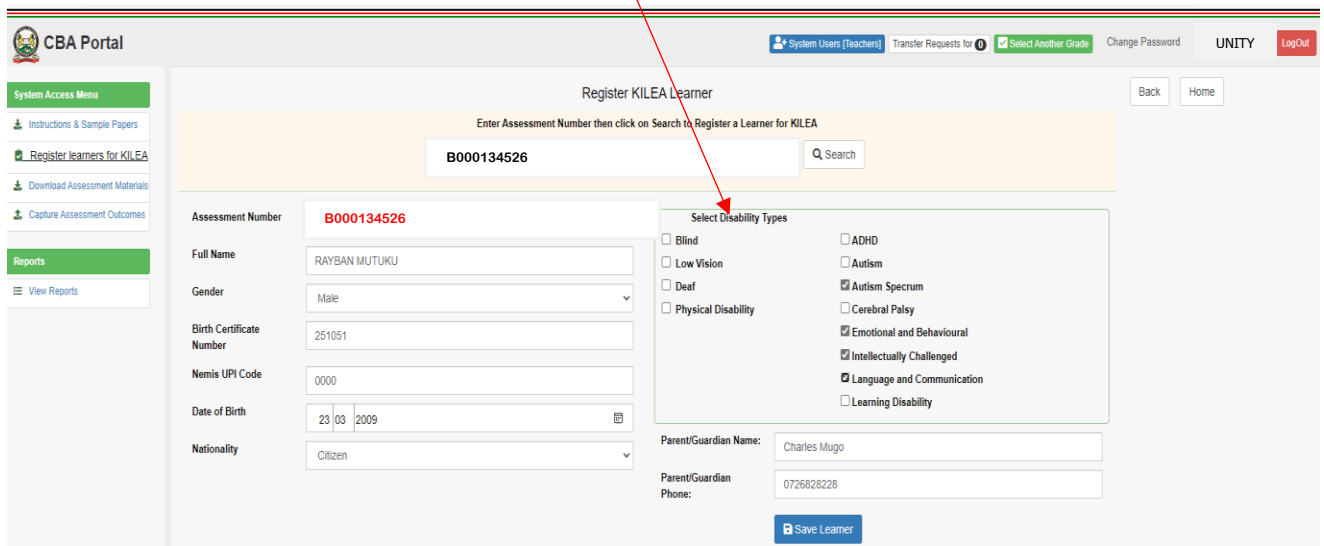 CBA Portal
System Users [Teachers] Transfer Requests for 0 Select Another Grade Change Password UNITY LogOut
System Access Menu
Instructions & Sample Papers
Register learners for KILEA
Download Assessment Materials
Capture Assessment Outcomes
Reports
View Reports
Register KILEA Learner
Back Home
Enter Assessment Number then click on Search to Register a Learner for KILEA
B000134526 Search
Assessment Number B000134526
Full Name RAYBAN MUTUKU
Gender Male
Birth Certificate
Number
251051
Nemis UPI Code 0000
Date of Birth 23 03 2009
Nationality Citizen
Select Disability Types
Blind ADHD
Low Vision Autism
Deaf Autism Specrum
Physical Disability Cerebral Palsy
Emotional and Behavioural
Intellectually Challenged
Language and Communication
Learning Disability
Parent/Guardian Name: Charles Mugo
Parent/Guardian
Phone:
0726828228
Save Learner